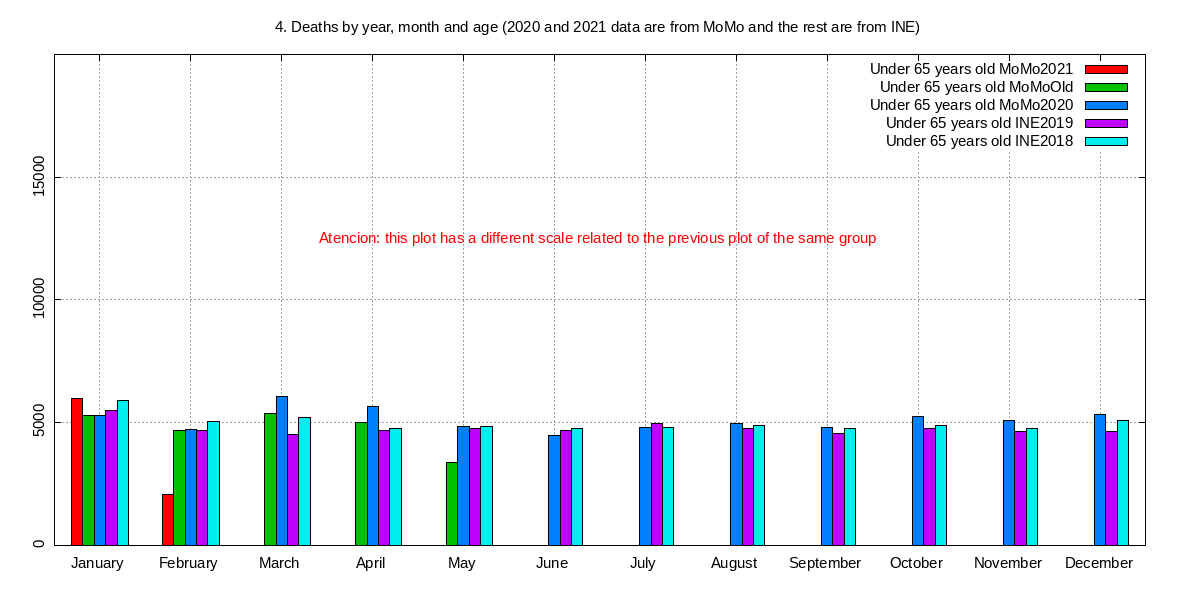 4. Deaths by year, month and age (2020 and 2021 data are from MoMo and the rest are from INE)
Under 65 years old MoMo2021
Under 65 years old MoMoOld
Under 65 years old MoMo2020
Under 65 years old INE2019
Under 65 years old INE2018
15000
Atencion: this plot has a different scale related to the previous plot of the same group
10000
5000
0
January February March April May June July August September October November December